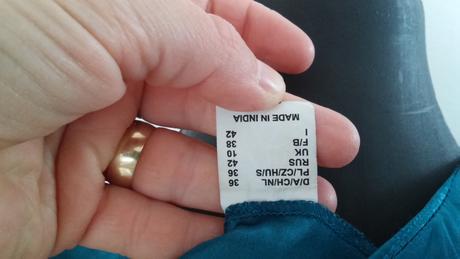 D/A/CH/NL 36
PL/CZ/HU/S 36
RUS 42
UK 10
F/B 38
I 42
MADE IN INDIA